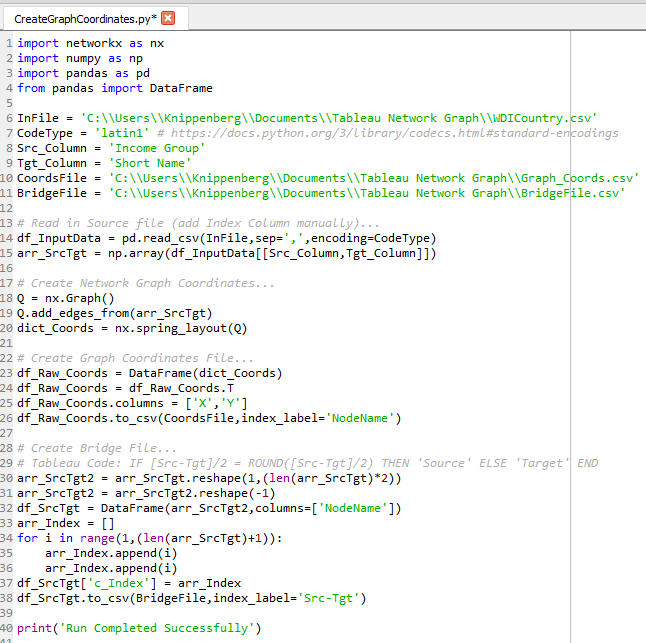 CreateGraphCoordinates.py*
1 import networkx as nx
2 import numpy as np
3 import pandas as pd
4 from pandas import DataFrame
5
6 InFile = 'C:\\Users\\Knippenberg\\Documents\\Tableau Network Graph\\WDICountry.csv'
7 CodeType = 'latin1' # https://docs.python.org/3/library/codecs.html#standard-encodings
8 Src_Column = 'Income Group'
9 Tgt_Column = 'Short Name'
10 CoordsFile = 'C:\\Users\\Knippenberg\\Documents\\Tableau Network Graph\\Graph_Coords.csv'
11 BridgeFile = 'C:\\Users\\Knippenberg\\Documents\\Tableau Network Graph\\BridgeFile.csv'
12
13 # Read in Source file (add Index Column manually)...
14 df_InputData = pd.read_csv(InFile,sep=',',encoding=CodeType)
15 arr_SrcTgt = np.array(df_InputData[[Src_Column,Tgt_Column]])
16
17 # Create Network Graph Coordinates...
18 Q = nx.Graph()
19 Q.add_edges_from(arr_SrcTgt)
20 dict_Coords = nx.spring_layout(Q)
21
22 # Create Graph Coordinates File...
23 df_Raw_Coords = DataFrame(dict_Coords)
24 df_Raw_Coords = df_Raw_Coords.T
25 df_Raw_Coords.columns = ['X','Y']
26 df_Raw_Coords.to_csv(CoordsFile,index_label='NodeName')
27
28 # Create Bridge File...
29 # Tableau Code: IF [Src-Tgt]/2 = ROUND([Src-Tgt]/2) THEN 'Source' ELSE 'Target' END
30 arr_SrcTgt2 = arr_SrcTgt.reshape(1,(len(arr_SrcTgt)*2))
31 arr_SrcTgt2 = arr_SrcTgt2.reshape(-1)
32 df_SrcTgt = DataFrame(arr_SrcTgt2,columns=['NodeName'])
33 arr_Index = []
34 for i in range(1,(len(arr_SrcTgt)+1)):
35     arr_Index.append(i)
36     arr_Index.append(i)
37 df_SrcTgt['c_Index'] = arr_Index
38 df_SrcTgt.to_csv(BridgeFile,index_label='Src-Tgt')
39
40 print('Run Completed Successfully')
41